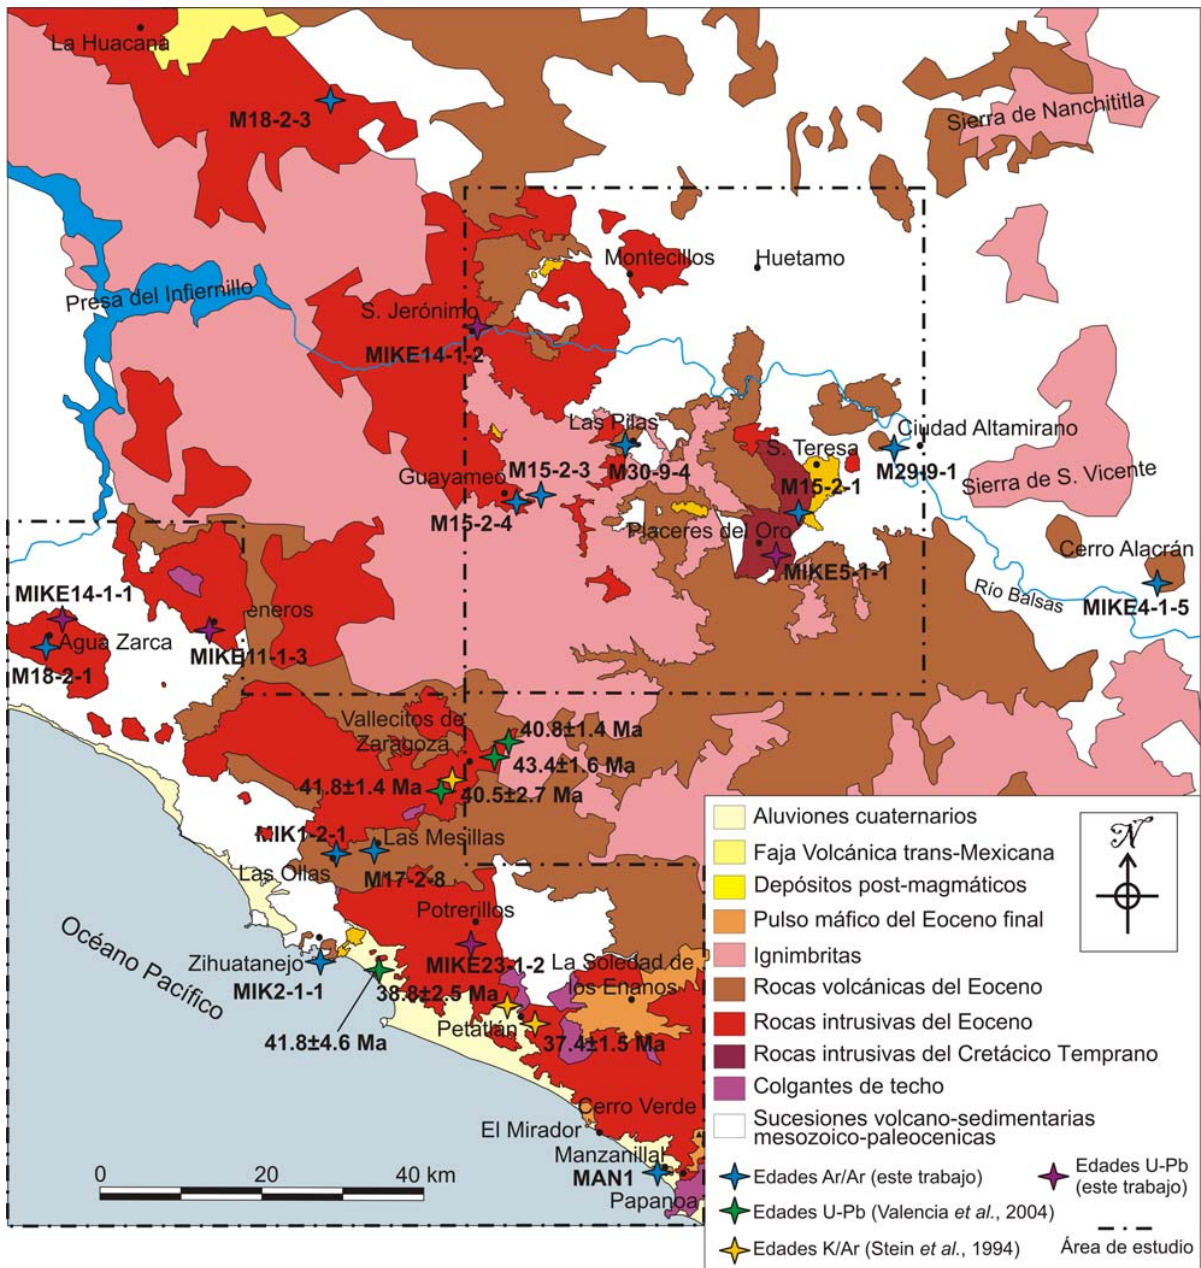 La Huacana
M18-2-3
Sierra de Nanchititla
Montecillos
Huetamo
Presa del Infiernillo
S. Jerónimo
MIKE14-1-2
Las Pilas
Ciudad Altamirano
S. Teresa
M15-2-3
M30-9-4
M29-9-1
Guayameo
M15-2-1
Sierra de S. Vicente
M15-2-4
Placeres del Oro
Cerro Alacrán
MIKE5-1-1
MIKE14-1-1
Río Balsas
MIKE4-1-5
eneros
Agua Zarca
MIKE11-1-3
M18-2-1
Vallecitos de
Zaragoza
40.8±1.4 Ma
43.4±1.6 Ma
41.8±1.4 Ma
40.5±2.7 Ma
MIK1-2-1
Las Mesillas
Las Ollas
M17-2-8
Potrerillos
Océano Pacífico
Zihuatanejo
MIKE23-1-2
La Soledad de
los Enanos
MIK2-1-1
38.8±2.5 Ma
Petatlán
41.8±4.6 Ma
37.4±1.5 Ma
Cerro Verde
El Mirador
Manzanillal
MAN1
Papanoa
0 20 40 km
N
Aluviones cuaternarios
Faja Volcánica trans-Mexicana
Depósitos post-magmáticos
Pulso máfico del Eoceno final
Ignimbritas
Rocas volcánicas del Eoceno
Rocas intrusivas del Eoceno
Rocas intrusivas del Cretácico Temprano
Colgantes de techo
Sucesiones volcano-sedimentarias
mesozoico-paleocenicas
Edades Ar/Ar (este trabajo)
Edades U-Pb
(este trabajo)
Edades U-Pb (Valencia et al., 2004)
Edades K/Ar (Stein et al., 1994)
Área de estudio